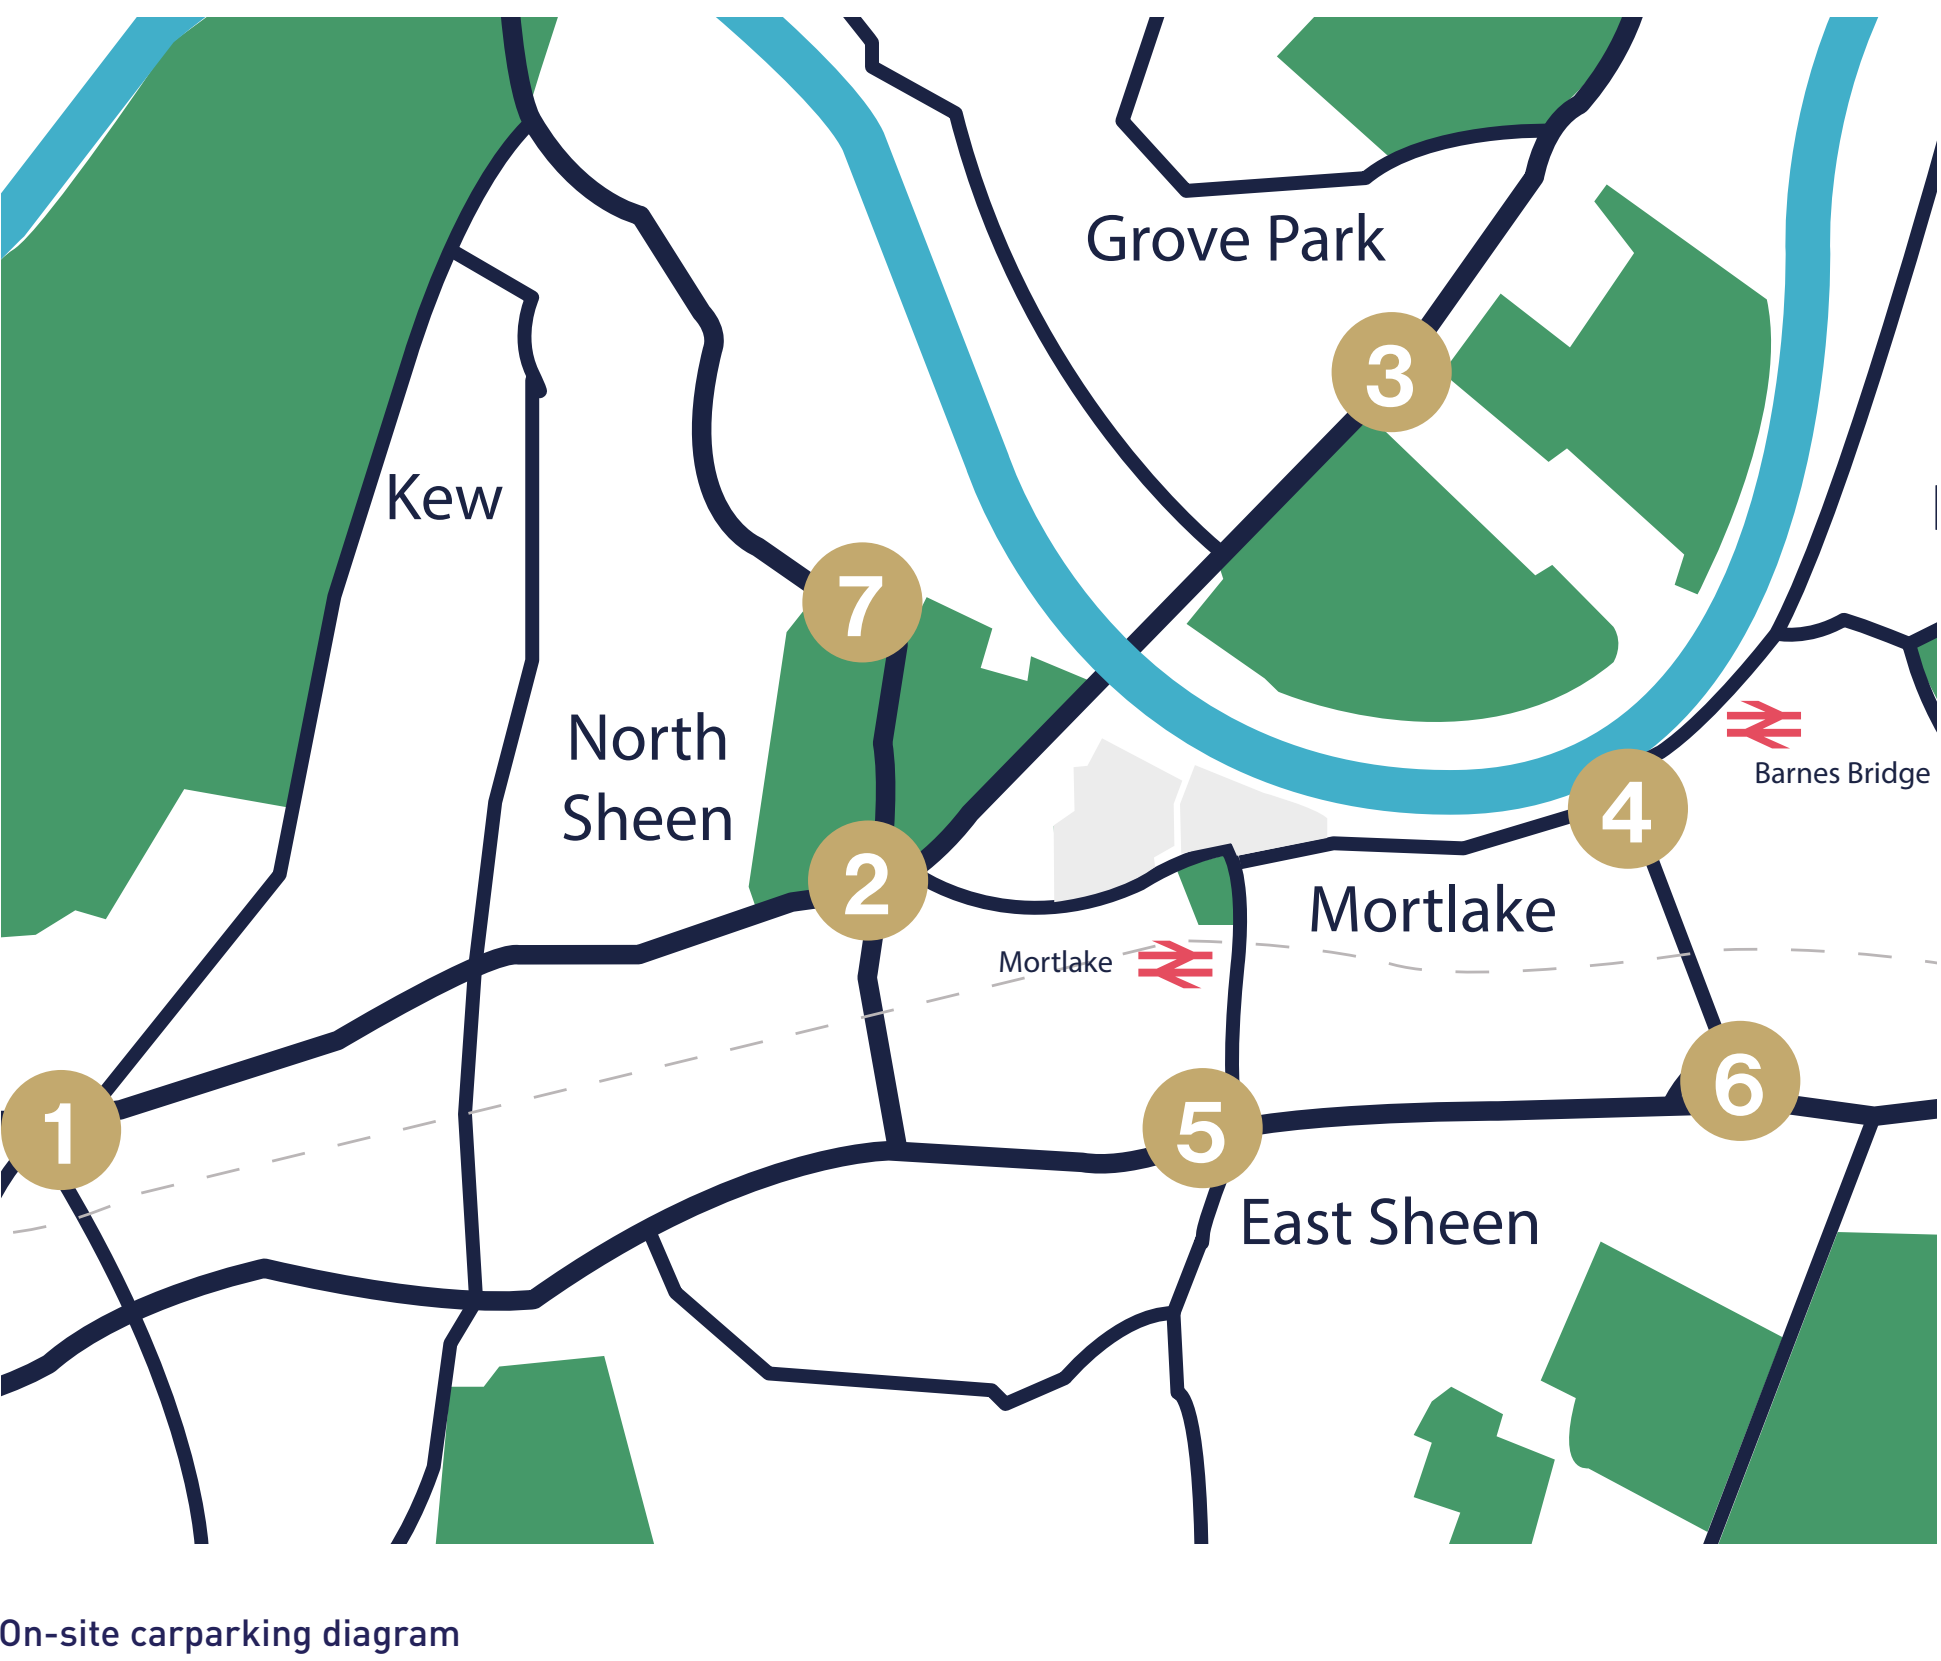 Grove Park
3
Kew
7
North
Sheen
Barnes Bridge
4
2
Mortlake
Mortlake
6
5
1
East Sheen
On-site carparking diagram